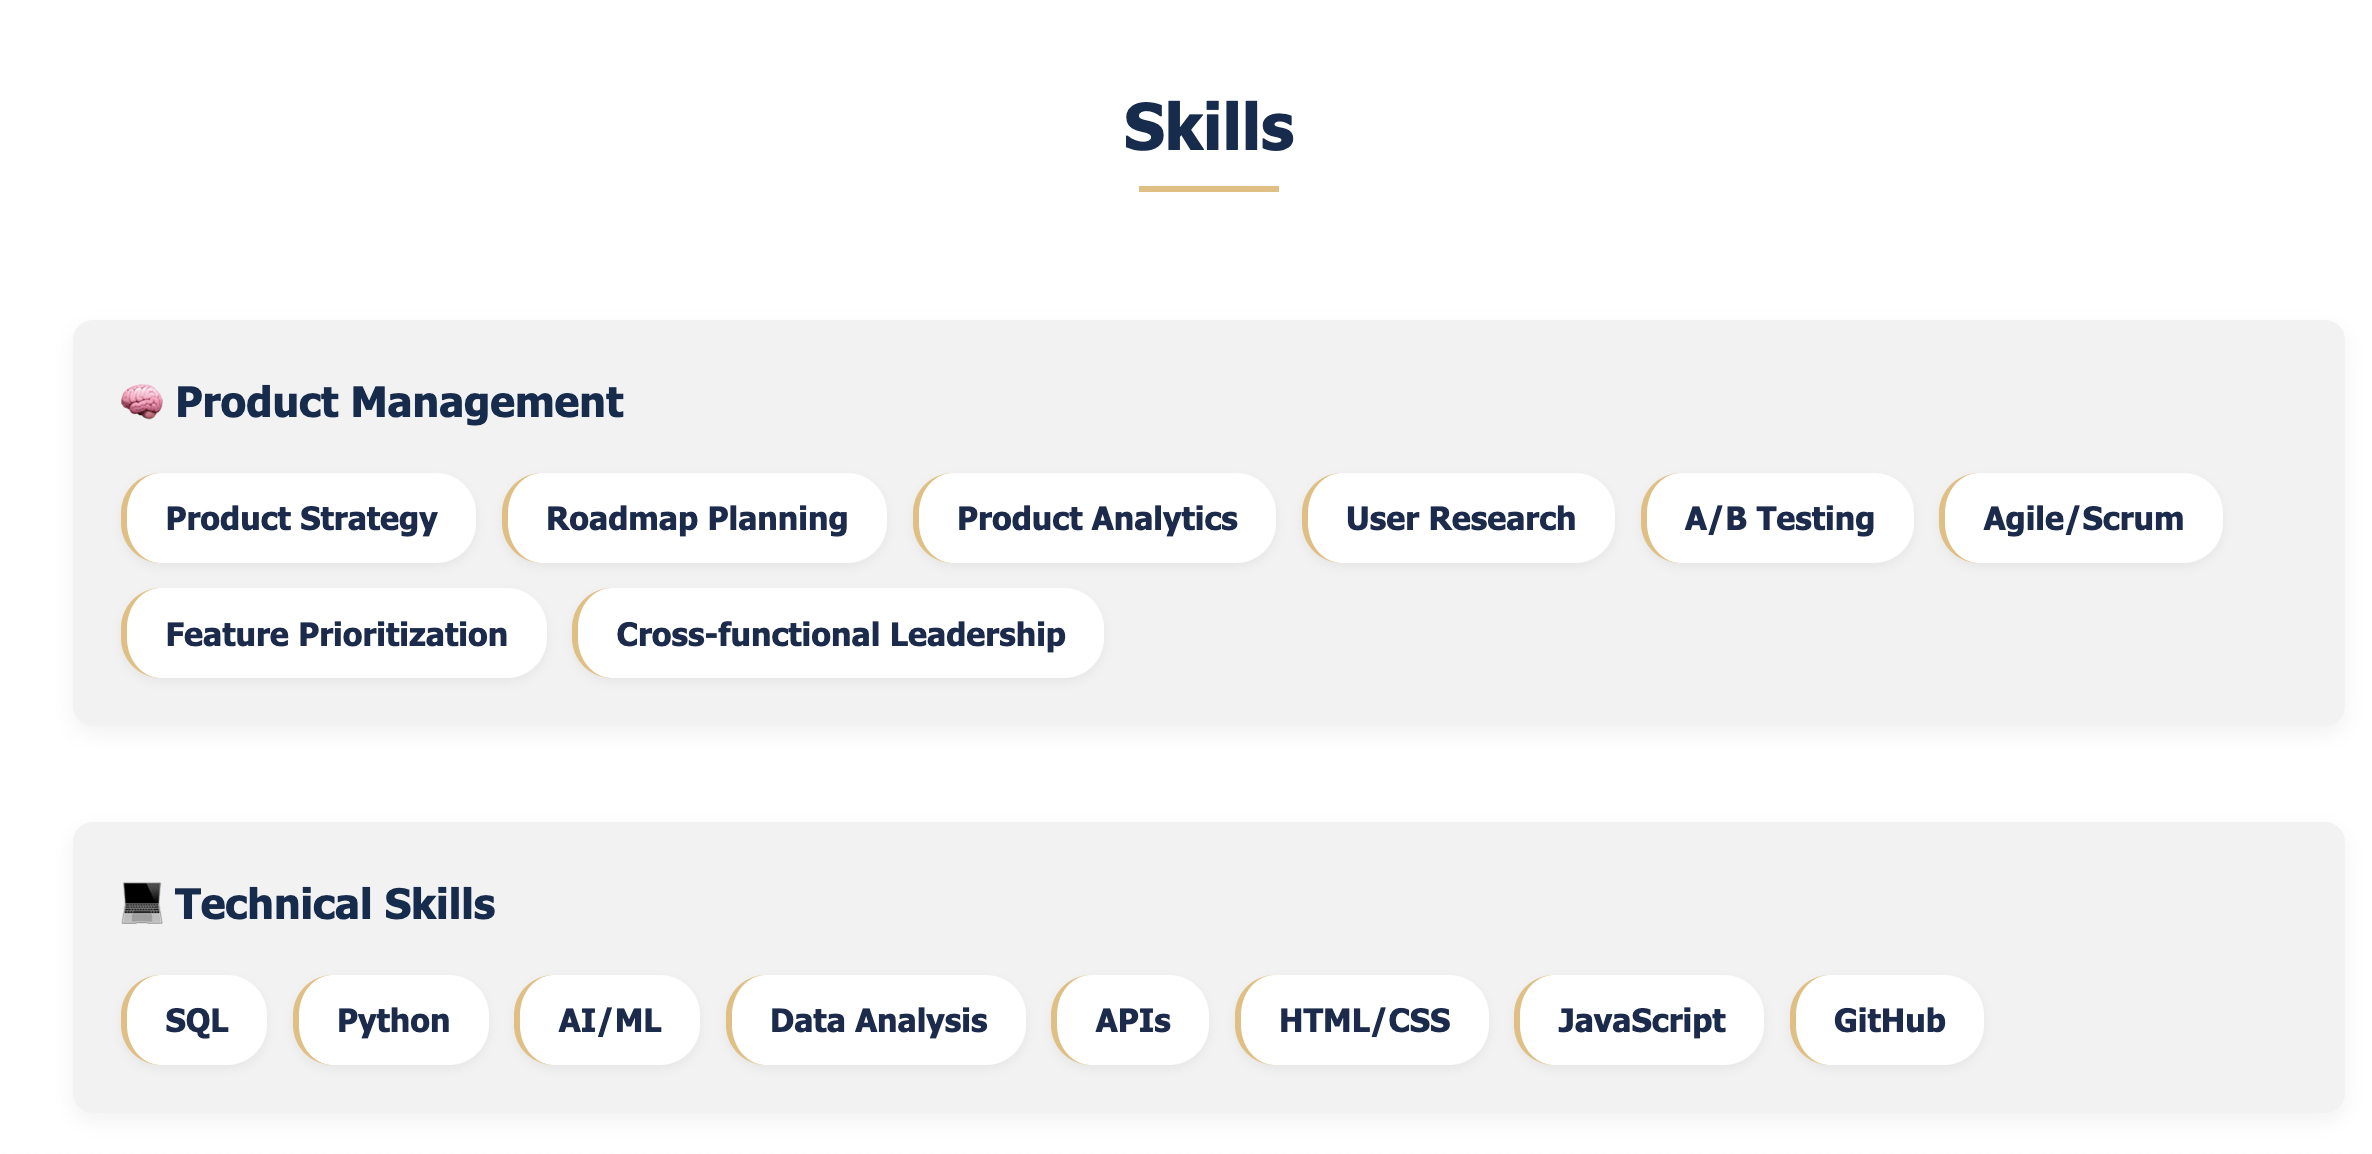 Skills
Product Management
Product Strategy Roadmap Planning Product Analytics User Research A/B Testing Agile/Scrum
Feature Prioritization Cross-functional Leadership
Technical Skills
SQL Python AI/ML Data Analysis APIs HTML/CSS JavaScript GitHub